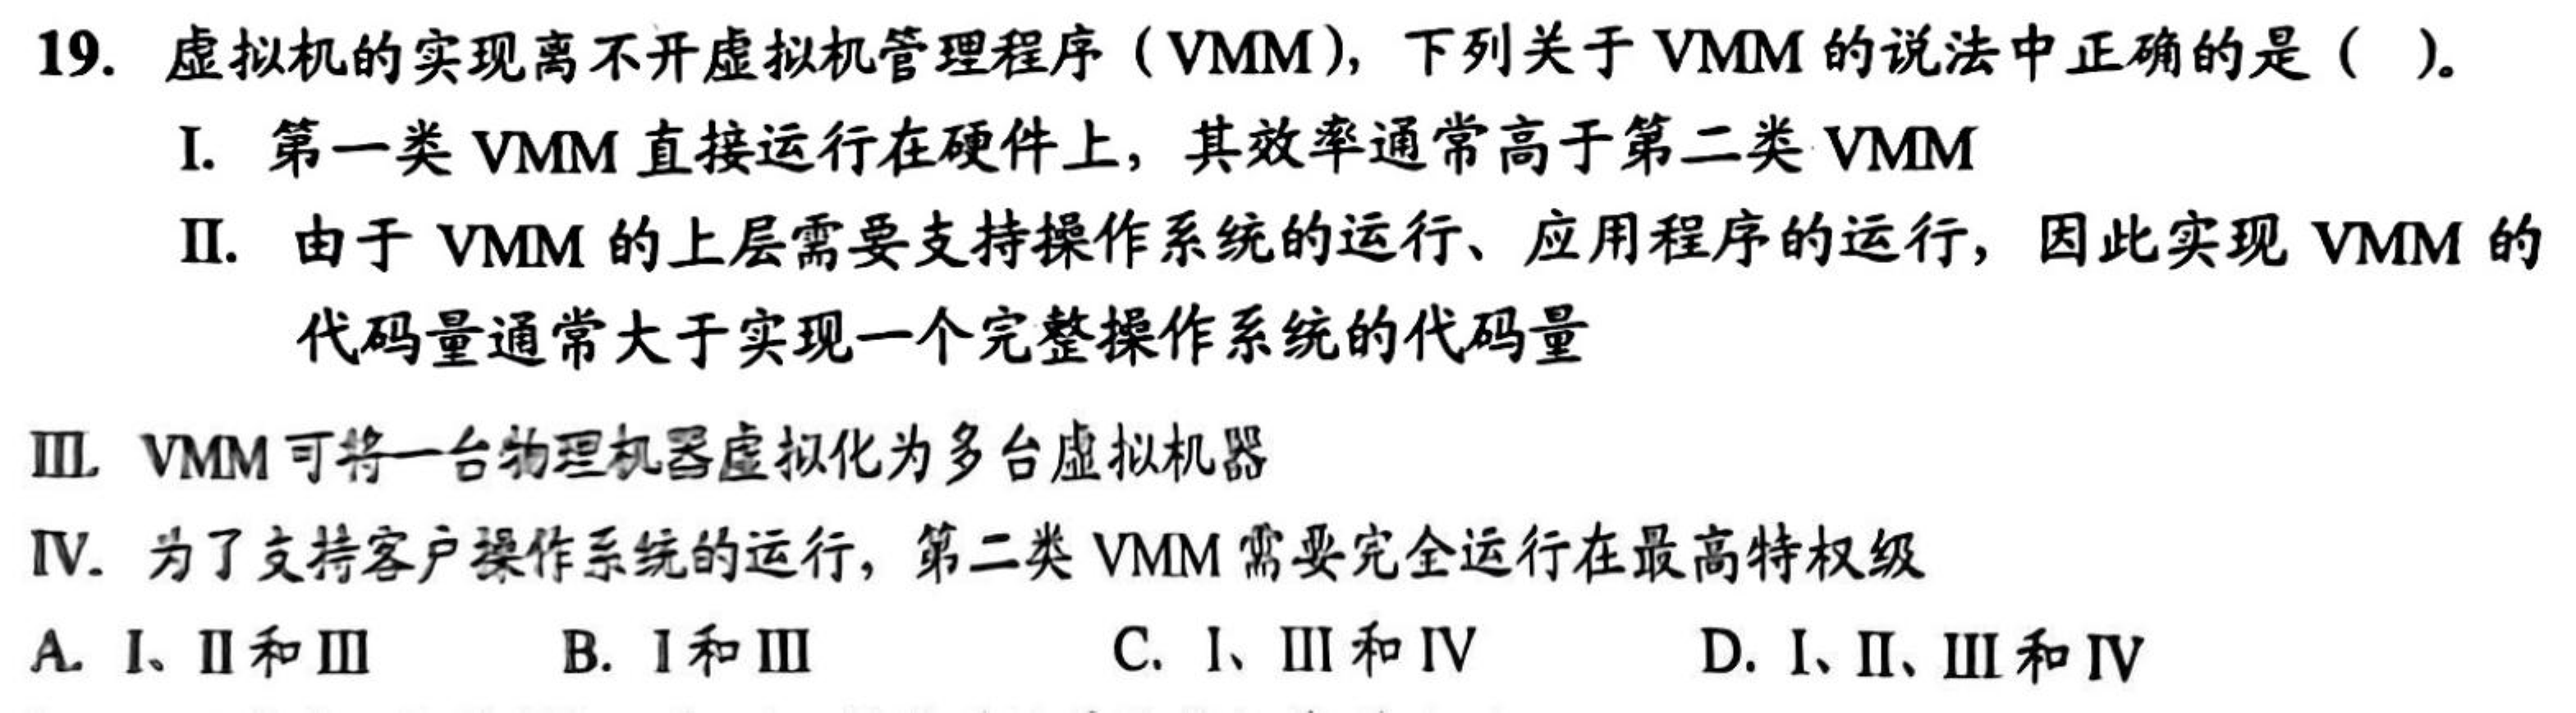 19. 虚拟机的实现离不开虚拟机管理程序（VMM），下列关于 VMM 的说法中正确的是（ ）。
I. 第一类 VMM 直接运行在硬件上，其效率通常高于第二类 VMM
II. 由于 VMM 的上层需要支持操作系统的运行、应用程序的运行，因此实现 VMM 的
代码量通常大于实现一个完整操作系统的代码量
III. VMM 可将一台物理机器虚拟化为多台虚拟机器
IV. 为了支持客户操作系统的运行，第二类 VMM 需要完全运行在最高特权级
A. I、II 和 III B. I 和 III C. I、III 和 IV D. I、II、III 和 IV